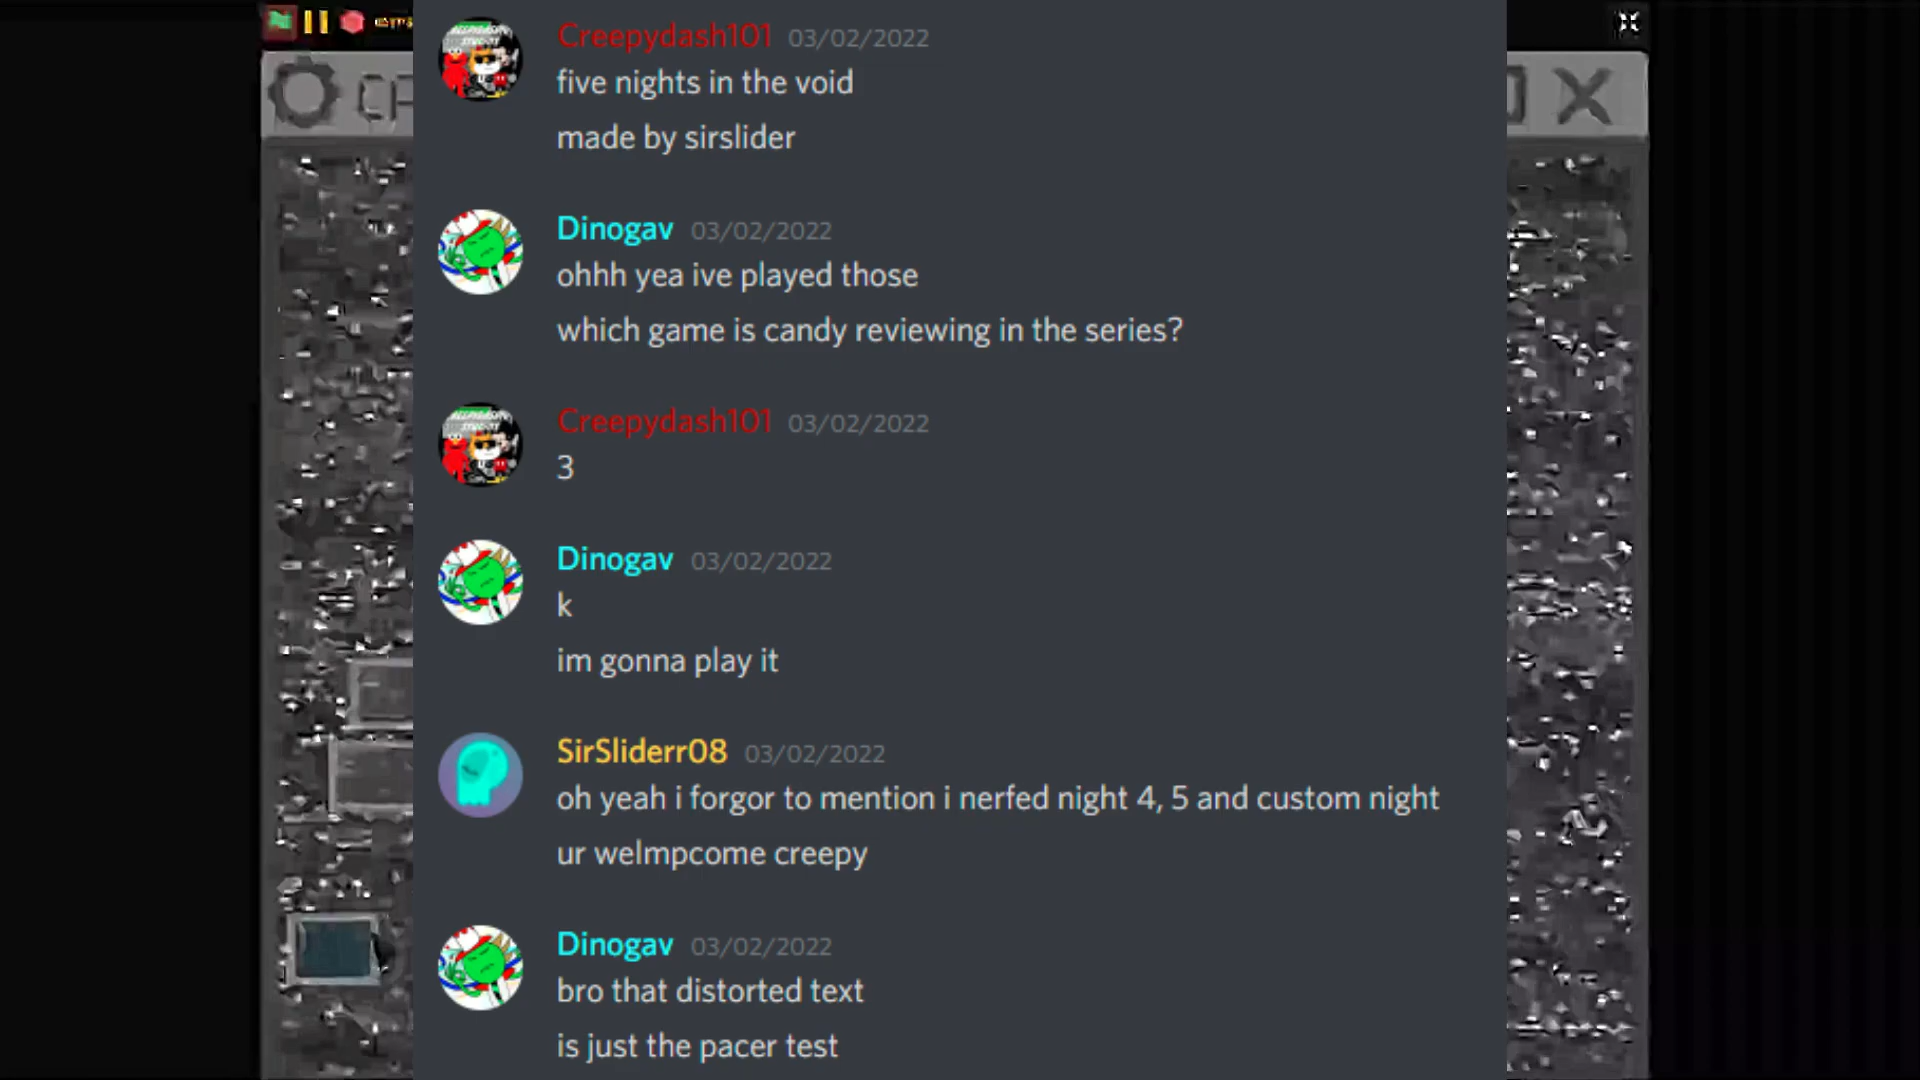 Creepydash101 03/02/2022
five nights in the void
made by sirslider
Dinogav 03/02/2022
ohhh yea ive played those
which game is candy reviewing in the series?
Creepydash101 03/02/2022
3
Dinogav 03/02/2022
k
im gonna play it
SirSliderr08 03/02/2022
oh yeah i forgor to mention i nerfed night 4, 5 and custom night
ur welmpcome creepy
Dinogav 03/02/2022
bro that distorted text
is just the pacer test